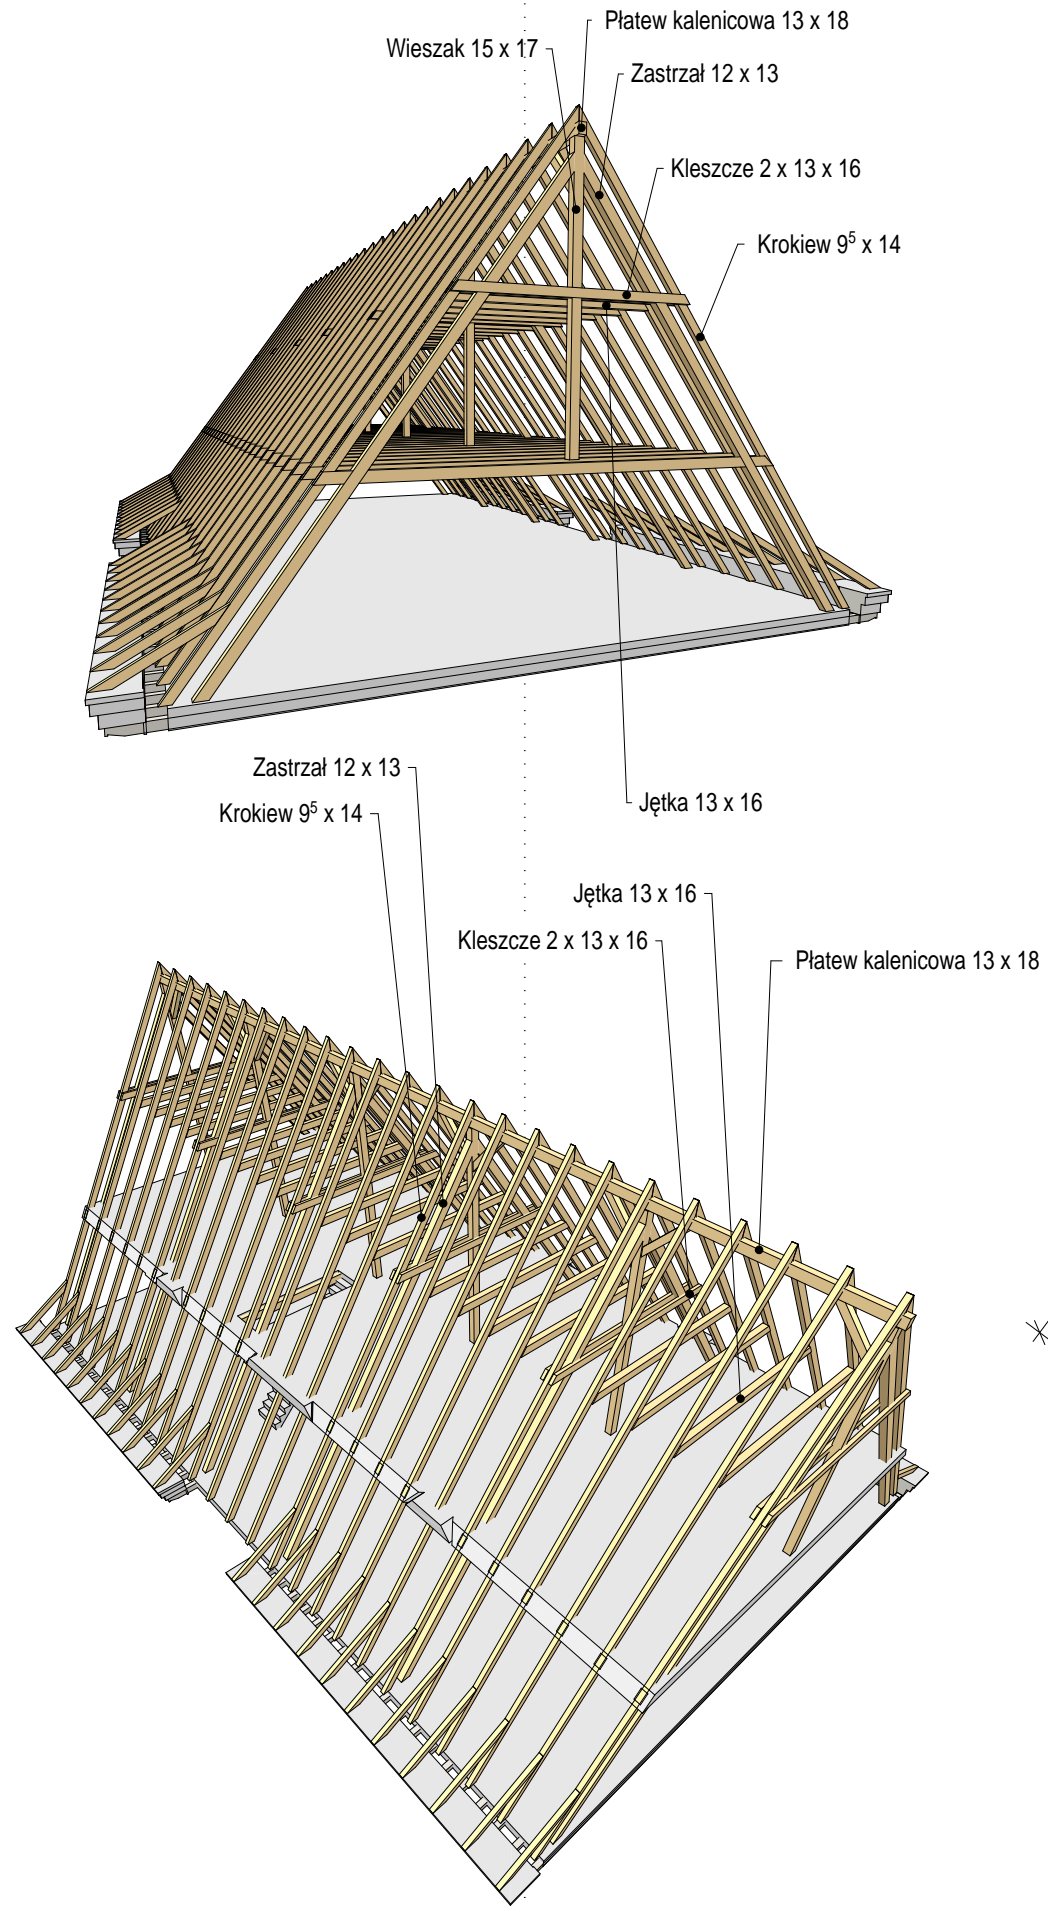 Płatew kalenicowa 13 x 18
Wieszak 15 x 17
Zastrzał 12 x 13
Kleszcze 2 x 13 x 16
Krokiew 9⁵ x 14
Zastrzał 12 x 13
Jętka 13 x 16
Krokiew 9⁵ x 14
Jętka 13 x 16
Kleszcze 2 x 13 x 16
Płatew kalenicowa 13 x 18